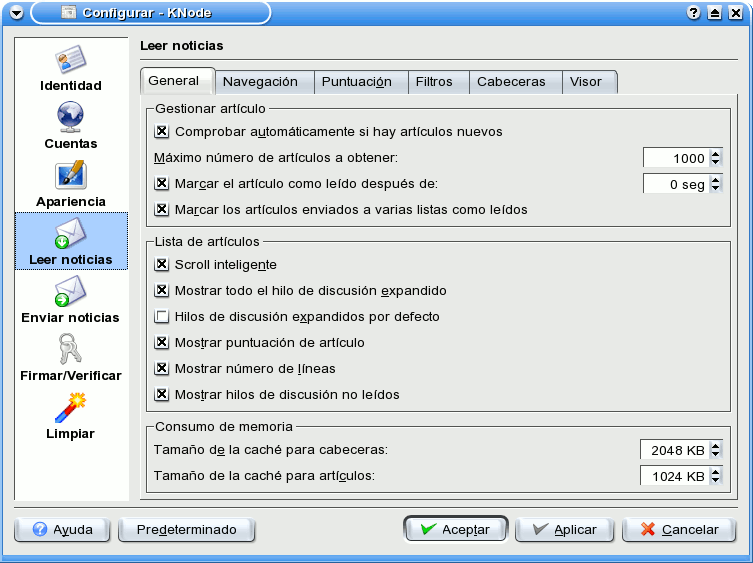 Configurar - KNode
Identidad
Cuentas
Apariencia
Leer noticias
Enviar noticias
Firmar/Verificar
Limpiar
Leer noticias
General Navegación Puntuación Filtros Cabeceras Visor
Gestionar artículo
Comprobar automáticamente si hay artículos nuevos
Máximo número de artículos a obtener: 1000
Marcar el artículo como leído después de: 0 seg
Marcar los artículos enviados a varias listas como leídos
Lista de artículos
Scroll inteligente
Mostrar todo el hilo de discusión expandido
Hilos de discusión expandidos por defecto
Mostrar puntuación de artículo
Mostrar número de líneas
Mostrar hilos de discusión no leídos
Consumo de memoria
Tamaño de la caché para cabeceras: 2048 KB
Tamaño de la caché para artículos: 1024 KB
Ayuda Predeterminado Aceptar Aplicar Cancelar